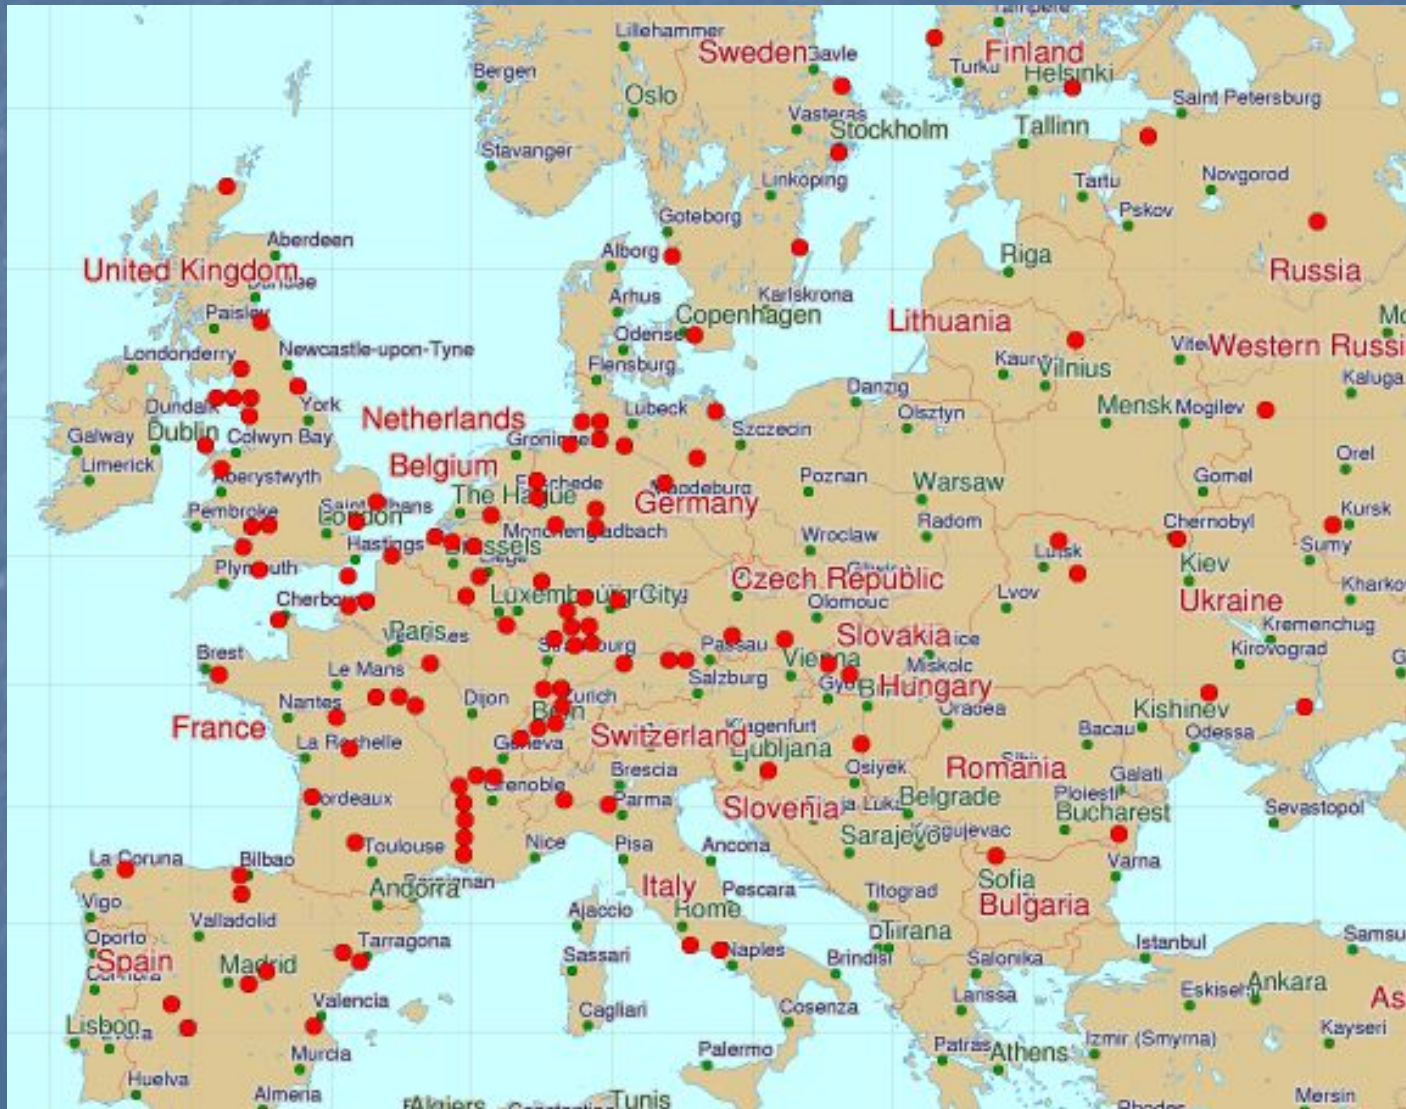 Lillehammer
Sweden
Gavle
Finland
Bergen
Turku
Helsinki
Oslo
Saint Petersburg
Vasteras
Stockholm
Tallinn
Stavanger
Linkoping
Tartu
Novgorod
Pskov
Goteborg
Aberdeen
Alborg
Riga
United Kingdom
Russia
Arhus
Karlskrona
Paisley
Copenhagen
Lithuania
Odense
Londonderry
Newcastle-upon-Tyne
Western Russi
Flensburg
Vilnius
Kaluga
Danzig
Dundalk
York
Netherlands
Lubeck
Olsztyn
Mensk
Mogilev
Galway
Dublin
Colwyn Bay
Szczecin
Orel
Limerick
Belgium
Aberystwyth
Poznan
Gomel
The Hague
Magdeburg
Warsaw
Pembroke
London
Germany
Radom
Kursk
Chernobyl
Monchengladbach
Wroclaw
Hastings
Brussels
Lutsk
Sumy
Plymouth
Czech Republic
Kiev
Kharko
Luxembourg City
Olomouc
Lvov
Ukraine
Paris
Slovakia
Kremenchug
Brest
Passau
Vienna
Miskolc
Kirovograd
Le Mans
Salzburg
Hungary
Nantes
Dijon
Zurich
Kishinev
France
Bern
Switzerland
Klagenfurt
Oradea
Bacau
La Rochelle
Geneva
Ljubljana
Odessa
Grenoble
Brescia
Osiyek
Romania
Galati
Parma
Slovenia
Belgrade
Ploiesti
Bucharest
Sevastopol
Toulouse
Nice
Pisa
Ancona
Sarajevo
La Coruna
Bilbao
Varna
Andorra
Italy
Pescara
Titograd
Sofia
Vigo
Valladolid
Ajaccio
Rome
Bulgaria
Oporto
Tarragona
Tirana
Istanbul
Samsu
Spain
Madrid
Sassari
Naples
Brindisi
Salonika
Ankara
Valencia
Cagliari
Cosenza
Larissa
As
Lisbon
Kayseri
Murcia
Palermo
Patras
Athens
Izmir (Smyrna)
Huelva
Almeria
Algiers
Tunis
Mersin